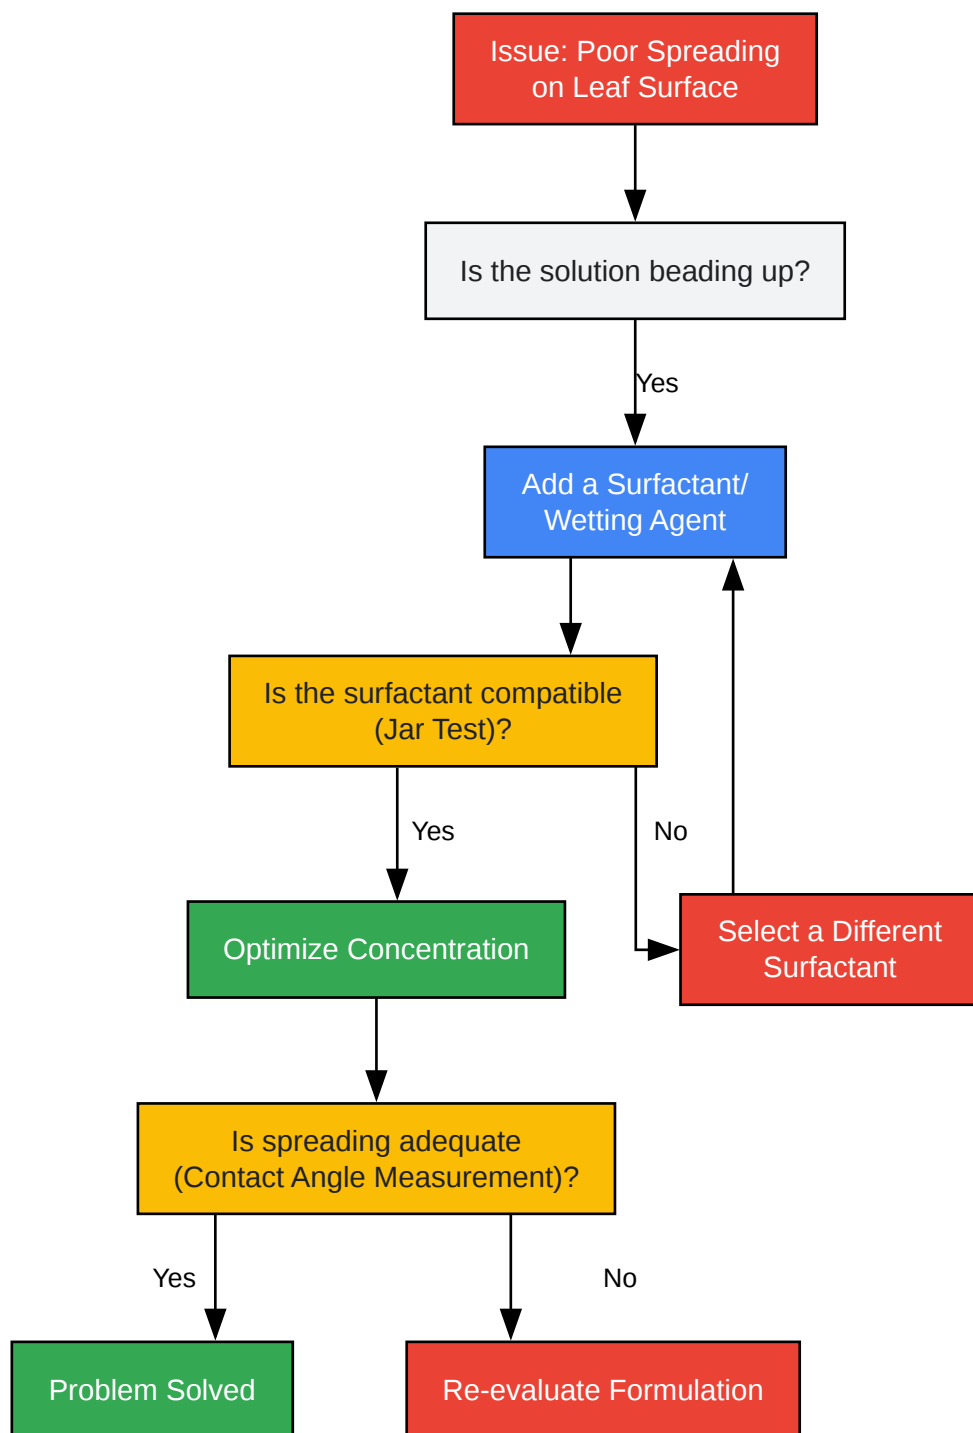 Issue: Poor Spreading
on Leaf Surface
Is the solution beading up?
Yes
Add a Surfactant/
Wetting Agent
Is the surfactant compatible
(Jar Test)?
Yes
No
Optimize Concentration
Select a Different
Surfactant
Is spreading adequate
(Contact Angle Measurement)?
Yes
No
Problem Solved
Re-evaluate Formulation